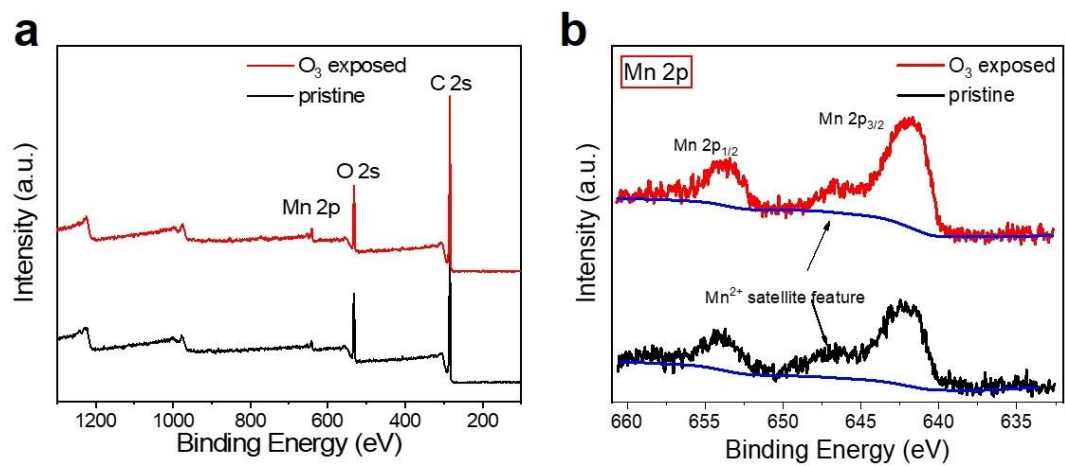 a
O₃ exposed
pristine
C 2s
O 2s
Mn 2p
Intensity (a.u.)
1200 1000 800 600 400 200
Binding Energy (eV)
b
Mn 2p
O₃ exposed
pristine
Mn 2p₃/₂
Mn 2p₁/₂
Mn²⁺ satellite feature
Intensity (a.u.)
660 655 650 645 640 635
Binding Energy (eV)